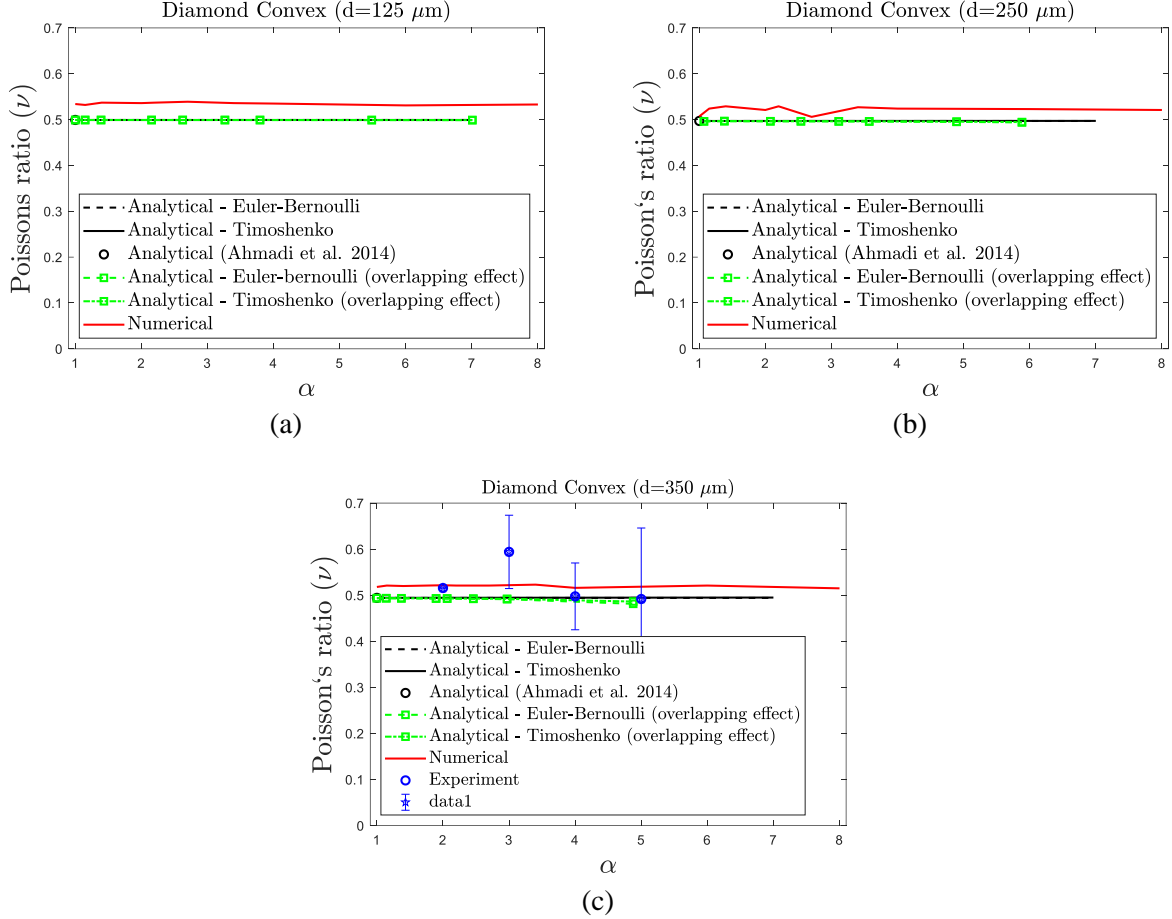 Diamond Convex (d=125 μm)
Poissons ratio (ν)
0.7
0.6
0.5
0.4
0.3
0.2
0.1
0
Analytical - Euler-Bernoulli
Analytical - Timoshenko
Analytical (Ahmadi et al. 2014)
Analytical - Euler-bernoulli (overlapping effect)
Analytical - Timoshenko (overlapping effect)
Numerical
1 2 3 4 5 6 7 8
α
(a)
Diamond Convex (d=250 μm)
Poisson‘s ratio (ν)
0.7
0.6
0.5
0.4
0.3
0.2
0.1
0
Analytical - Euler-Bernoulli
Analytical - Timoshenko
Analytical (Ahmadi et al. 2014)
Analytical - Euler-Bernoulli (overlapping effect)
Analytical - Timoshenko (overlapping effect)
Numerical
1 2 3 4 5 6 7 8
α
(b)
Diamond Convex (d=350 μm)
Poisson‘s ratio (ν)
0.7
0.6
0.5
0.4
0.3
0.2
0.1
0
Analytical - Euler-Bernoulli
Analytical - Timoshenko
Analytical (Ahmadi et al. 2014)
Analytical - Euler-Bernoulli (overlapping effect)
Analytical - Timoshenko (overlapping effect)
Numerical
Experiment
data1
1 2 3 4 5 6 7 8
α
(c)